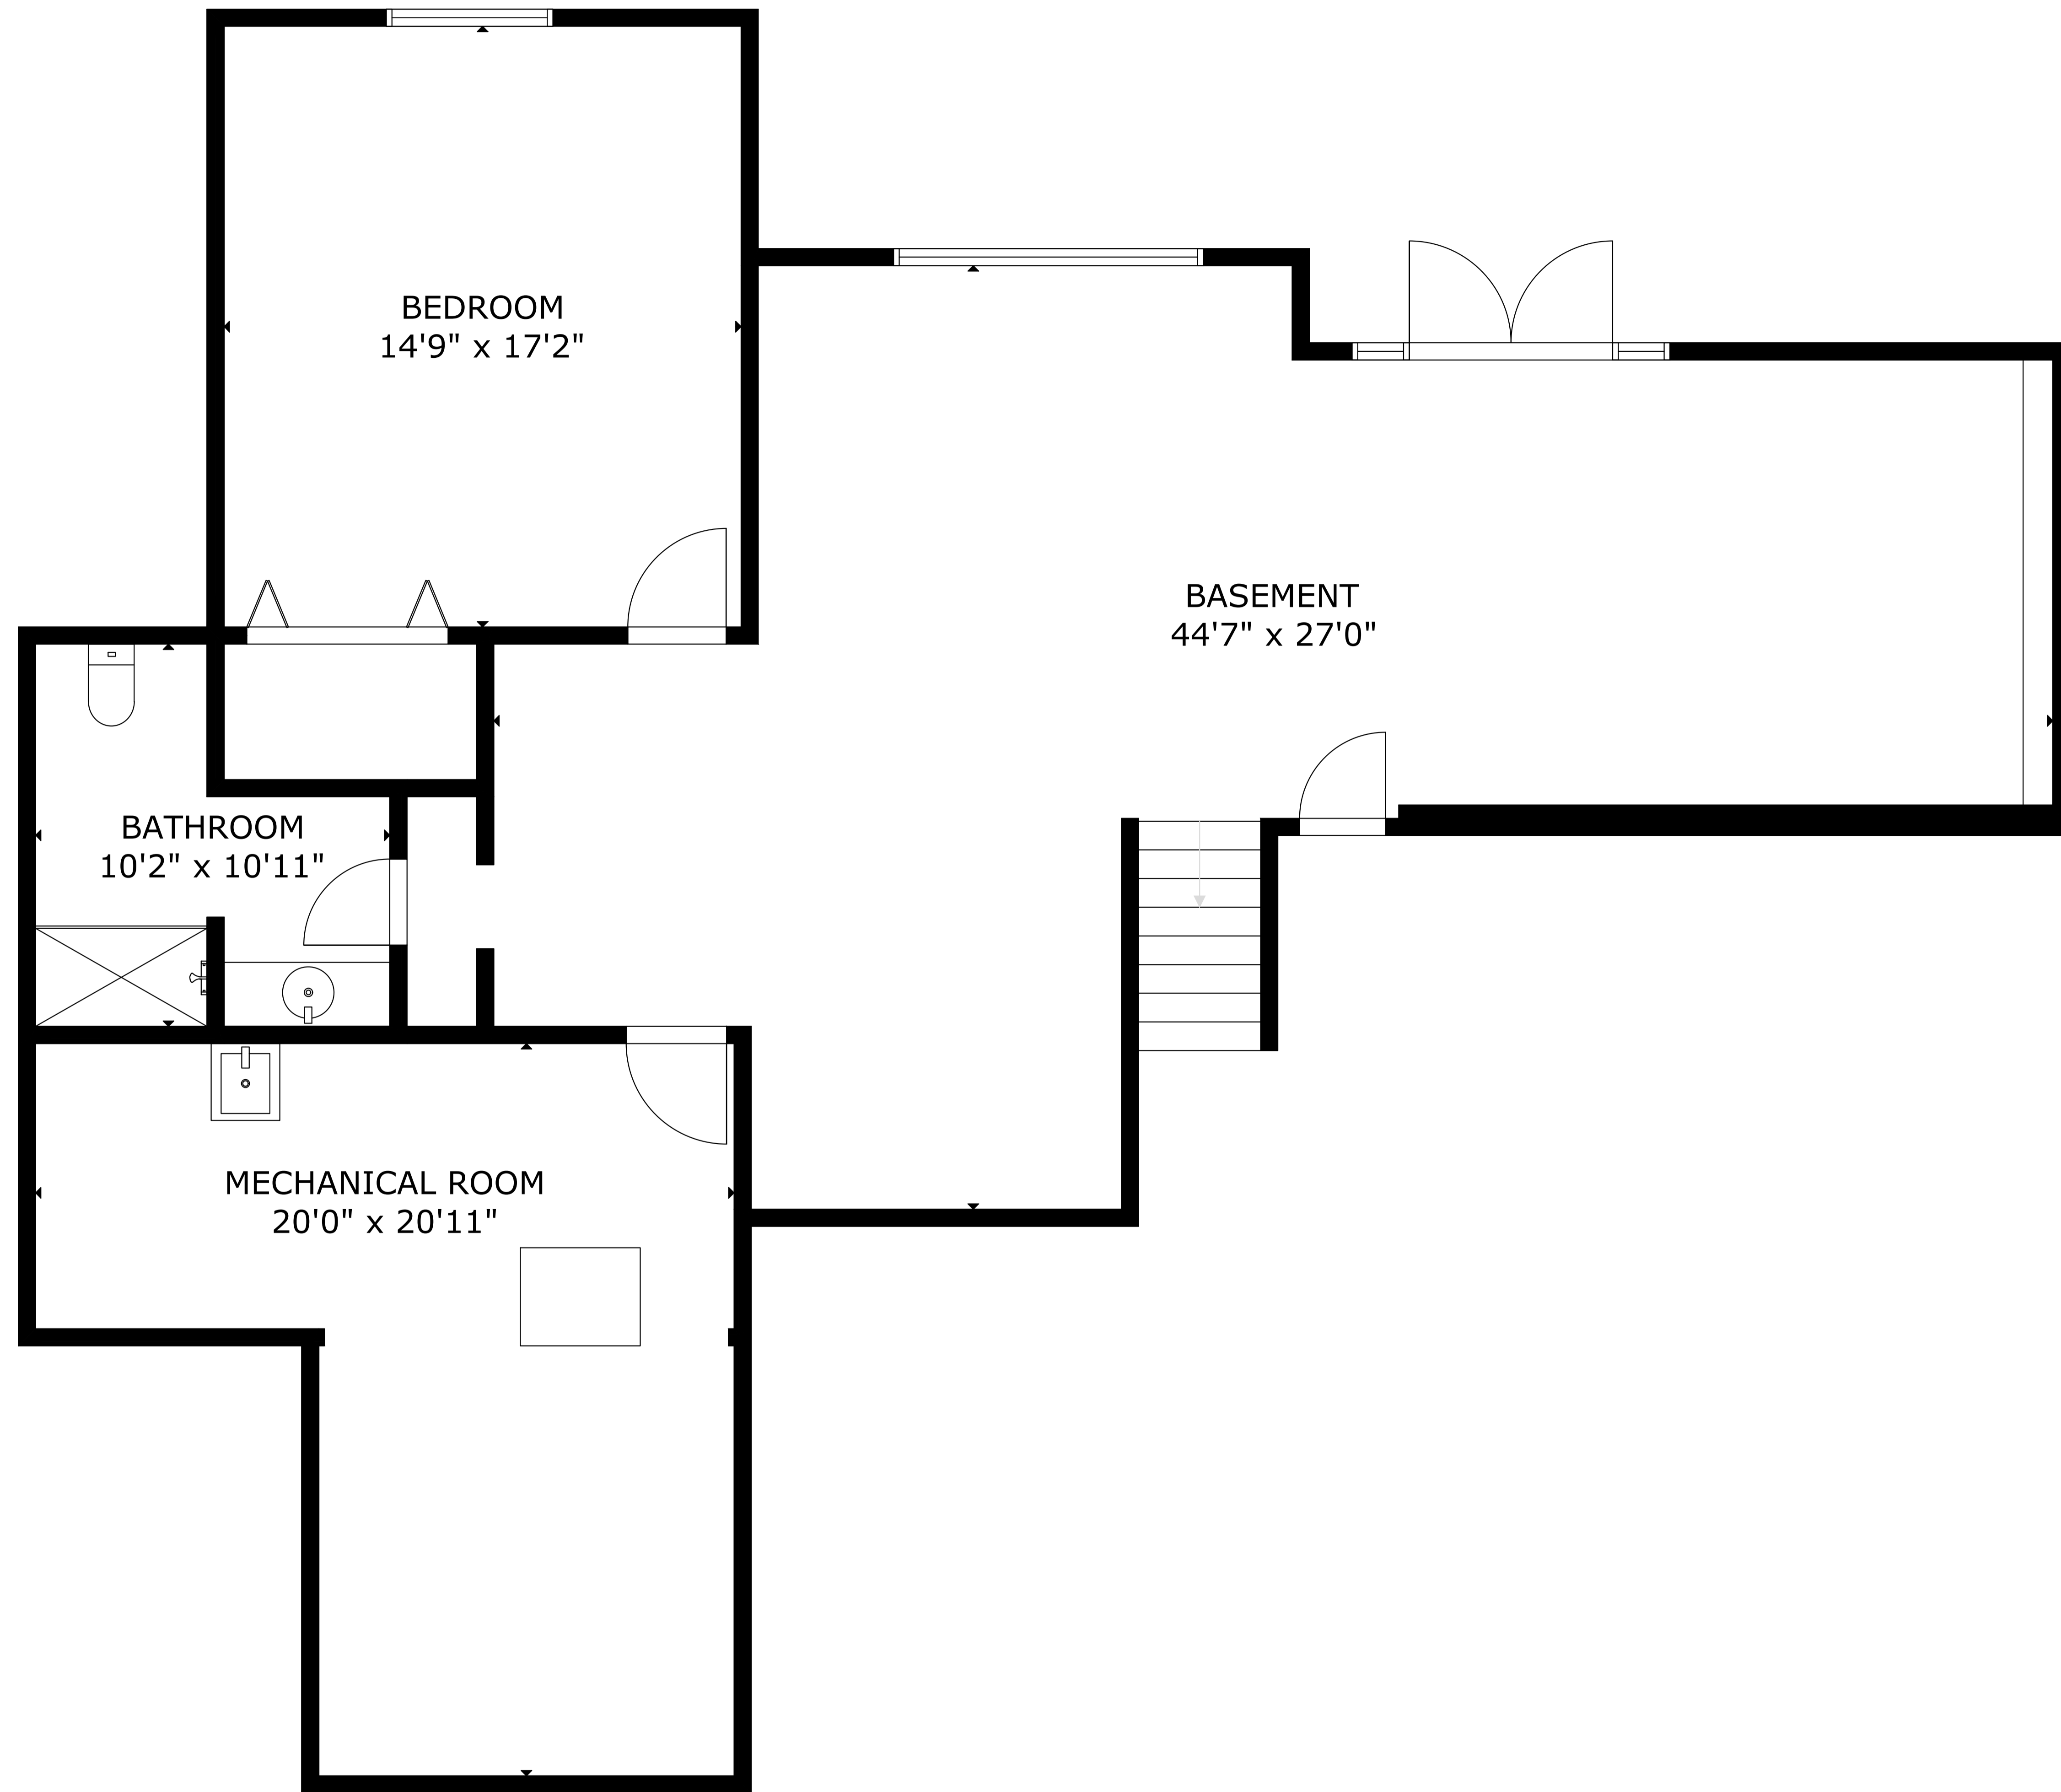 BEDROOM
14'9" x 17'2"
BASEMENT
44'7" x 27'0"
BATHROOM
10'2" x 10'11"
MECHANICAL ROOM
20'0" x 20'11"